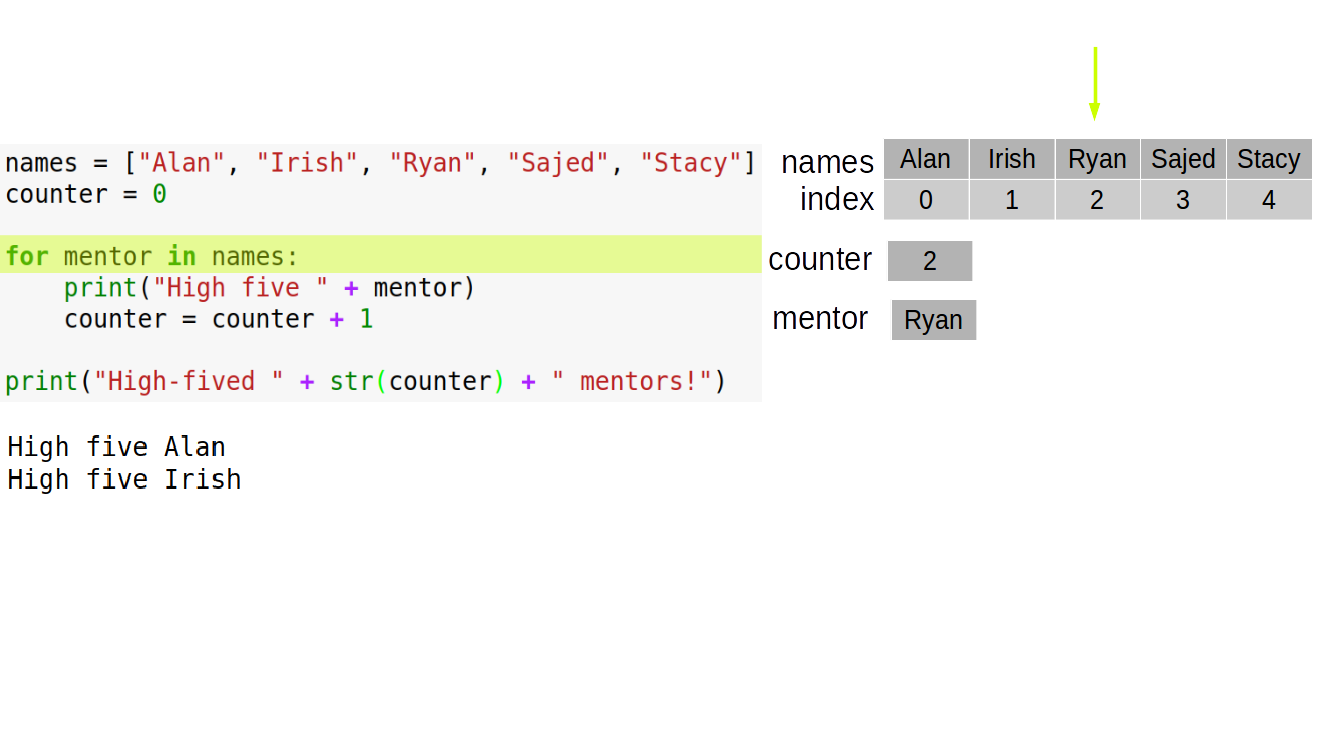 names = ["Alan", "Irish", "Ryan", "Sajed", "Stacy"]
counter = 0
for mentor in names:
    print("High five " + mentor)
    counter = counter + 1
print("High-fived " + str(counter) + " mentors!")
High five Alan
High five Irish
names Alan Irish Ryan Sajed Stacy
index 0 1 2 3 4
counter 2
mentor Ryan